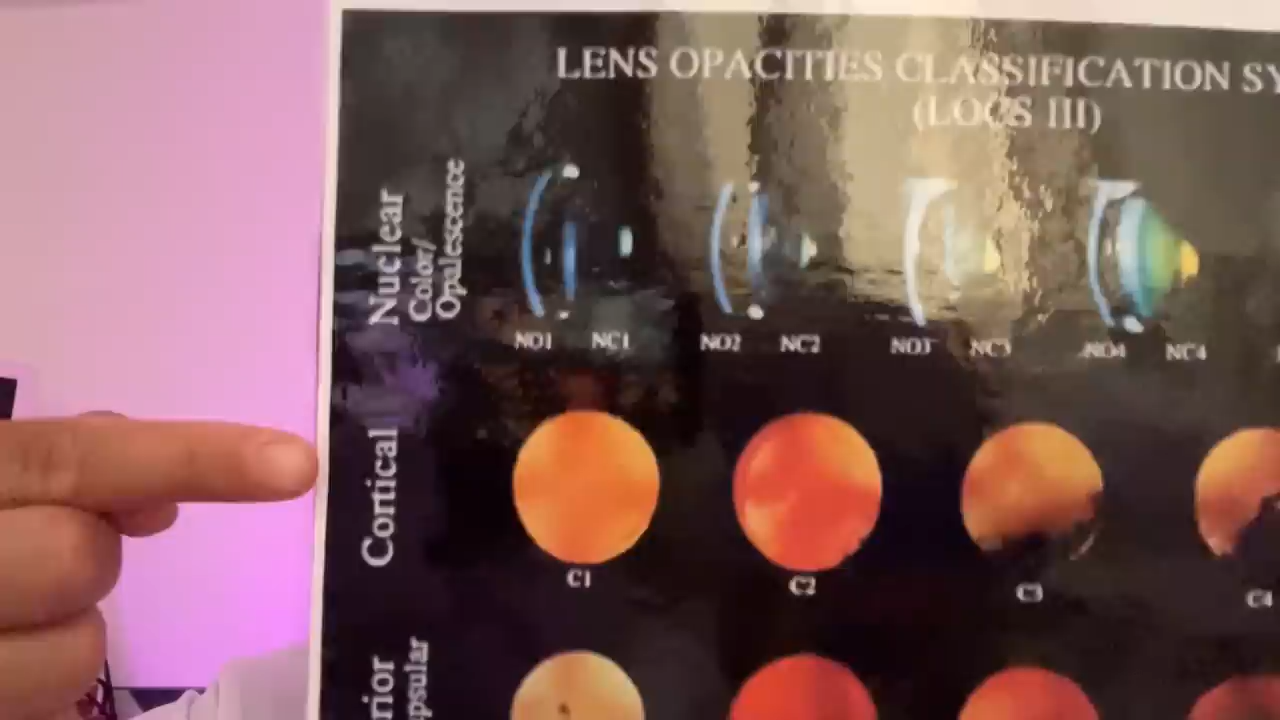 LENS OPACITIES CLASSIFICATION
(LOCS III)
Nuclear
Color/
Opalescence
NO1 NC1 NO2 NC2 NO3 NC3 NO4 NC4
Cortical
C1 C2 C3 C4